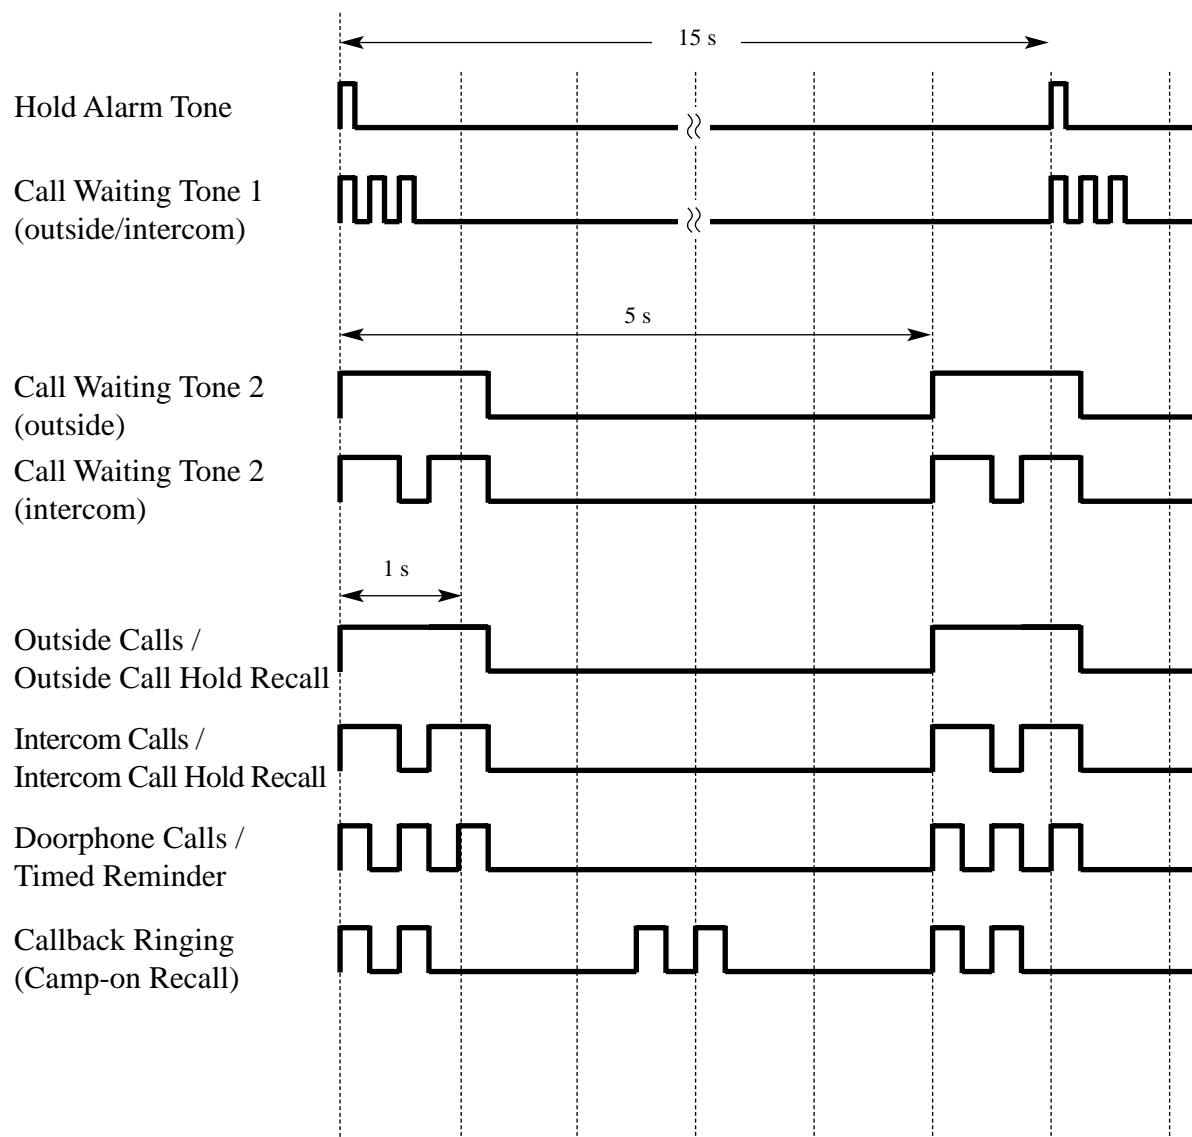 15 s
Hold Alarm Tone
Call Waiting Tone 1
(outside/intercom)
5 s
Call Waiting Tone 2
(outside)
Call Waiting Tone 2
(intercom)
1 s
Outside Calls /
Outside Call Hold Recall
Intercom Calls /
Intercom Call Hold Recall
Doorphone Calls /
Timed Reminder
Callback Ringing
(Camp-on Recall)